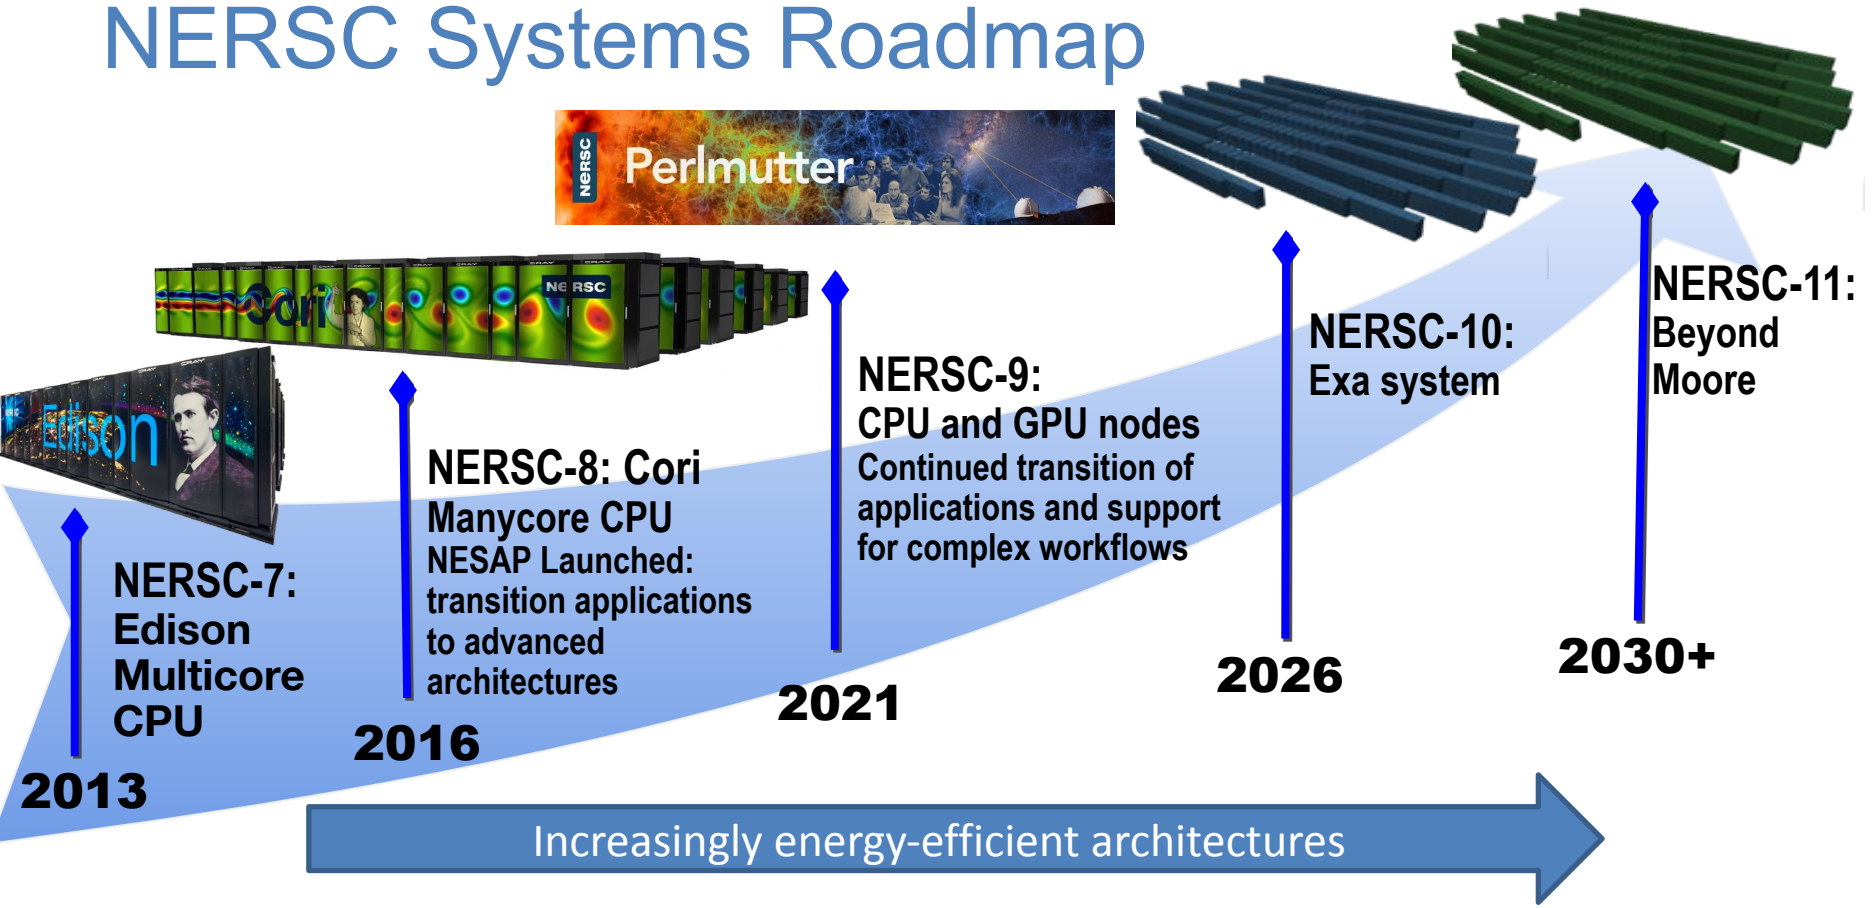 NERSC Systems Roadmap
NERSC
Perlmutter
CRAY
Cori
NERSC
CRAY
NERSC
Edison
NERSC-7:
Edison
Multicore
CPU
2013
NERSC-8: Cori
Manycore CPU
NESAP Launched:
transition applications
to advanced
architectures
2016
NERSC-9:
CPU and GPU nodes
Continued transition of
applications and support
for complex workflows
2021
NERSC-10:
Exa system
2026
NERSC-11:
Beyond
Moore
2030+
Increasingly energy-efficient architectures